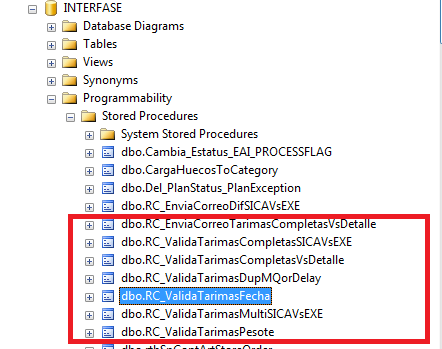 INTERFASE
Database Diagrams
Tables
Views
Synonyms
Programmability
Stored Procedures
System Stored Procedures
dbo.Cambia_Estatus_EAI_PROCESSFLAG
dbo.CargaHuecosToCategory
dbo.Del_PlanStatus_PlanException
dbo.RC_EnviaCorreoDifSICAVsEXE
dbo.RC_EnviaCorreoTarimasCompletasVsDetalle
dbo.RC_ValidaTarimasCompletasSICAVsEXE
dbo.RC_ValidaTarimasCompletasVsDetalle
dbo.RC_ValidaTarimasDupMQorDelay
dbo.RC_ValidaTarimasFecha
dbo.RC_ValidaTarimasMultiSICAVsEXE
dbo.RC_ValidaTarimasPesote